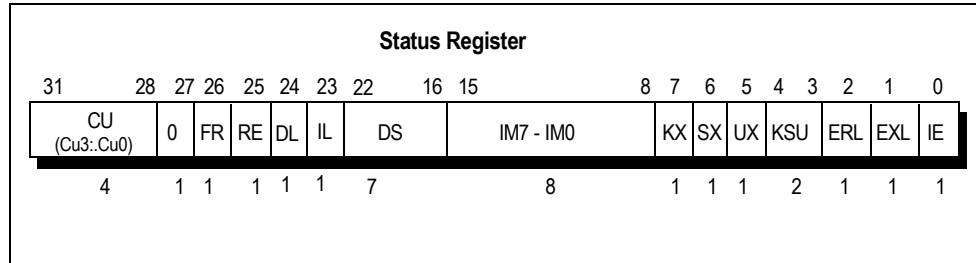 Status Register
31 28 27 26 25 24 23 22 16 15 8 7 6 5 4 3 2 1 0
CU 0 FR RE DL IL DS IM7 - IM0 KX SX UX KSU ERL EXL IE
(Cu3:.Cu0)
4 1 1 1 1 1 7 8 1 1 1 2 1 1 1